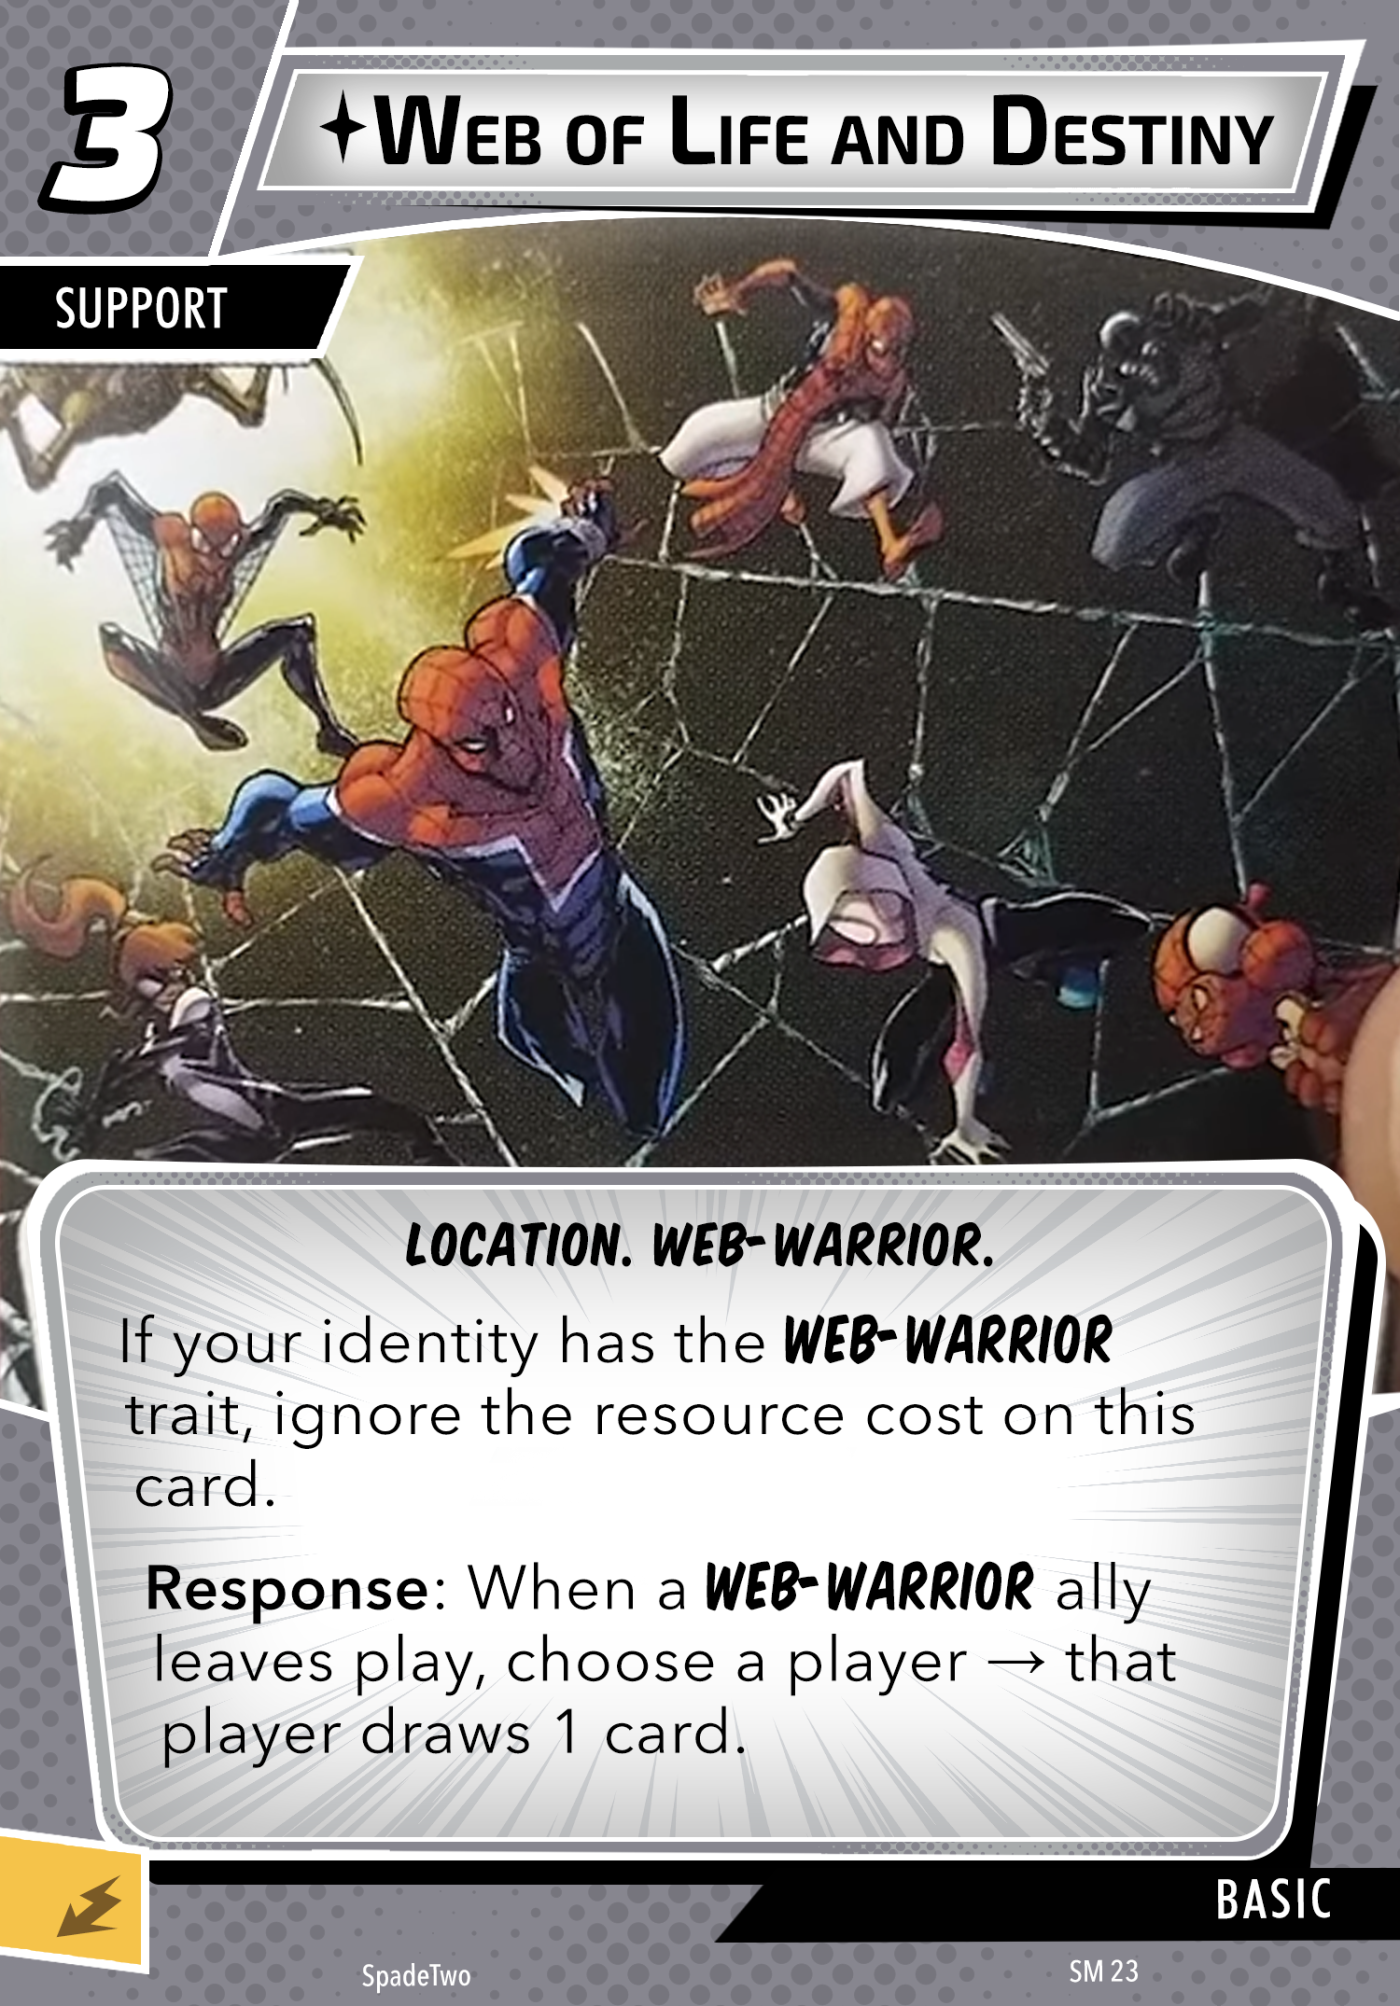 3
WEB OF LIFE AND DESTINY
SUPPORT
LOCATION. WEB-WARRIOR.
If your identity has the WEB-WARRIOR
trait, ignore the resource cost on this
card.
Response: When a WEB-WARRIOR ally
leaves play, choose a player → that
player draws 1 card.
BASIC
SpadeTwo
SM 23